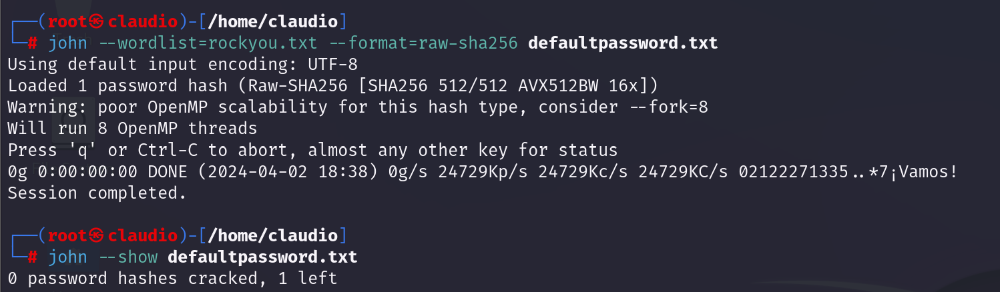 ┌──(root㉿claudio)-[/home/claudio]
└─# john --wordlist=rockyou.txt --format=raw-sha256 defaultpassword.txt
Using default input encoding: UTF-8
Loaded 1 password hash (Raw-SHA256 [SHA256 512/512 AVX512BW 16x])
Warning: poor OpenMP scalability for this hash type, consider --fork=8
Will run 8 OpenMP threads
Press 'q' or Ctrl-C to abort, almost any other key for status
0g 0:00:00:00 DONE (2024-04-02 18:38) 0g/s 24729Kp/s 24729Kc/s 24729KC/s 02122271335..*7¡Vamos!
Session completed.
┌──(root㉿claudio)-[/home/claudio]
└─# john --show defaultpassword.txt
0 password hashes cracked, 1 left